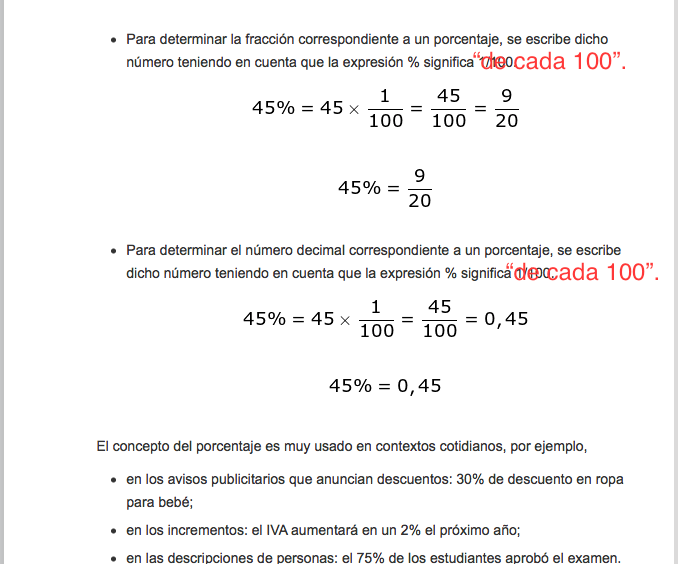 • Para determinar la fracción correspondiente a un porcentaje, se escribe dicho
número teniendo en cuenta que la expresión % significa 1/100. “de cada 100”.
45% = 45 × 1/100 = 45/100 = 9/20
45% = 9/20
• Para determinar el número decimal correspondiente a un porcentaje, se escribe
dicho número teniendo en cuenta que la expresión % significa 1/100. “de cada 100”.
45% = 45 × 1/100 = 45/100 = 0,45
45% = 0,45
El concepto del porcentaje es muy usado en contextos cotidianos, por ejemplo,
• en los avisos publicitarios que anuncian descuentos: 30% de descuento en ropa
para bebé;
• en los incrementos: el IVA aumentará en un 2% el próximo año;
• en las descripciones de personas: el 75% de los estudiantes aprobó el examen.